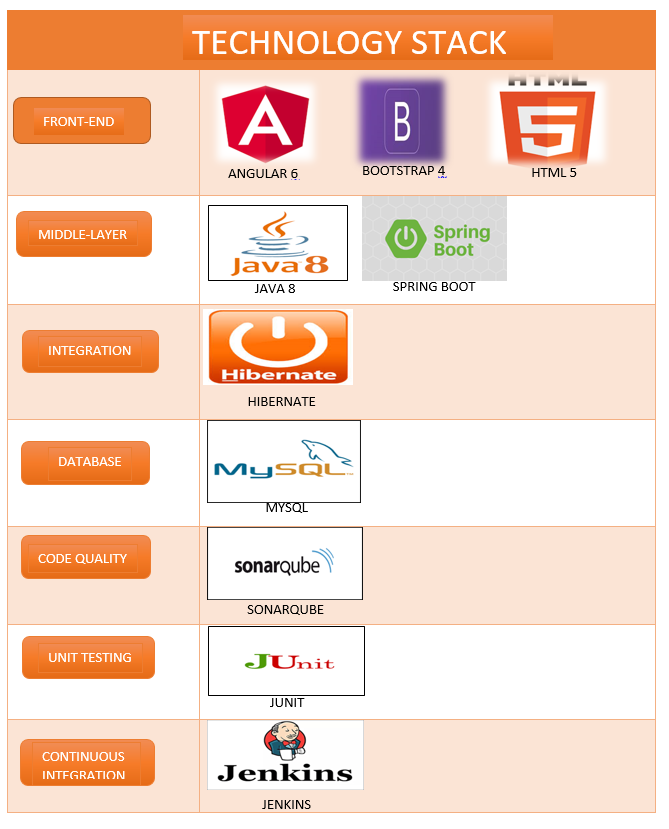 TECHNOLOGY STACK
FRONT-END
HTML
A
B
5
ANGULAR 6
BOOTSTRAP 4
HTML 5
MIDDLE-LAYER
Java 8
Spring
Boot
JAVA 8
SPRING BOOT
INTEGRATION
Hibernate
HIBERNATE
DATABASE
MySQL
MYSQL
CODE QUALITY
sonarqube
SONARQUBE
UNIT TESTING
JUnit
JUNIT
CONTINUOUS
INTEGRATION
Jenkins
JENKINS